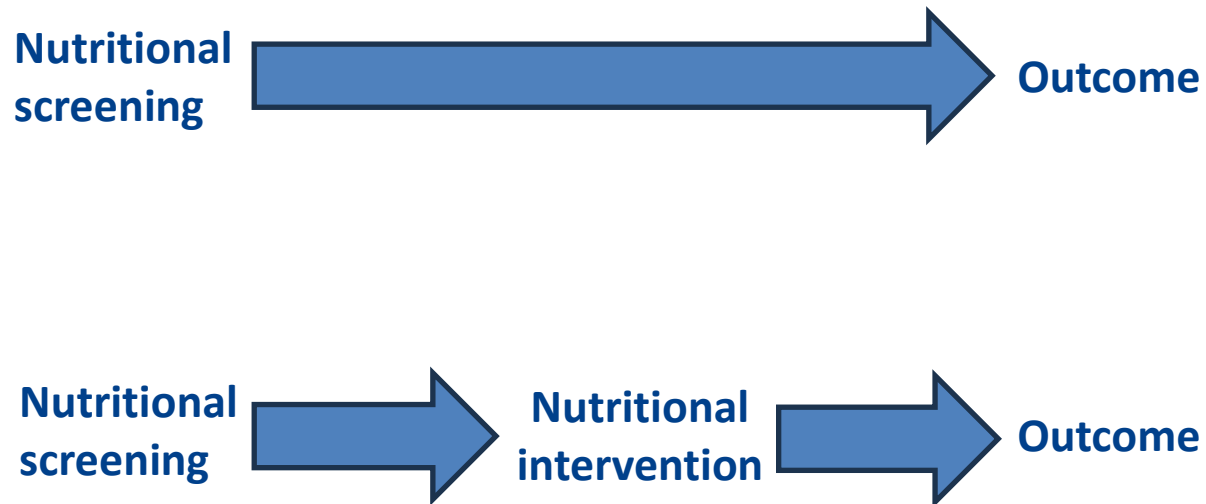 Nutritional
screening
Outcome
Nutritional
screening
Nutritional
intervention
Outcome